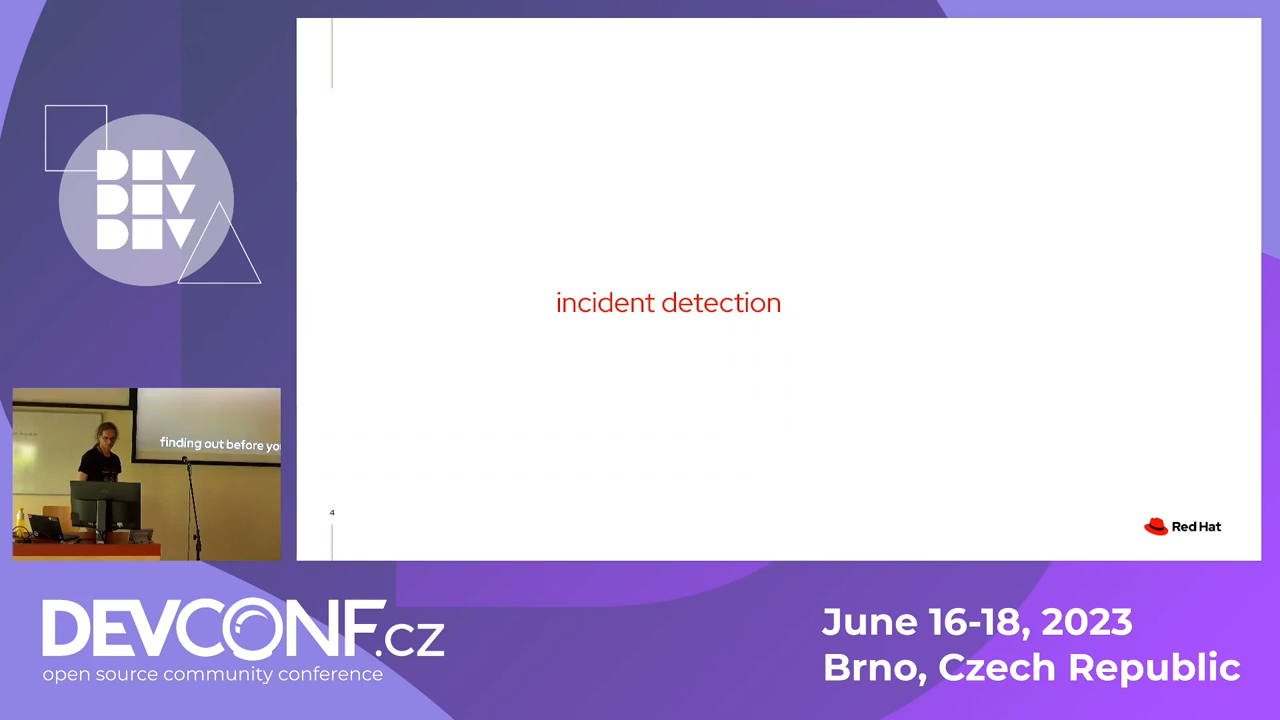 DEV
DEV
DEV
incident detection
finding out before yo
4
Red Hat
DEVCONF.cz
open source community conference
June 16-18, 2023
Brno, Czech Republic